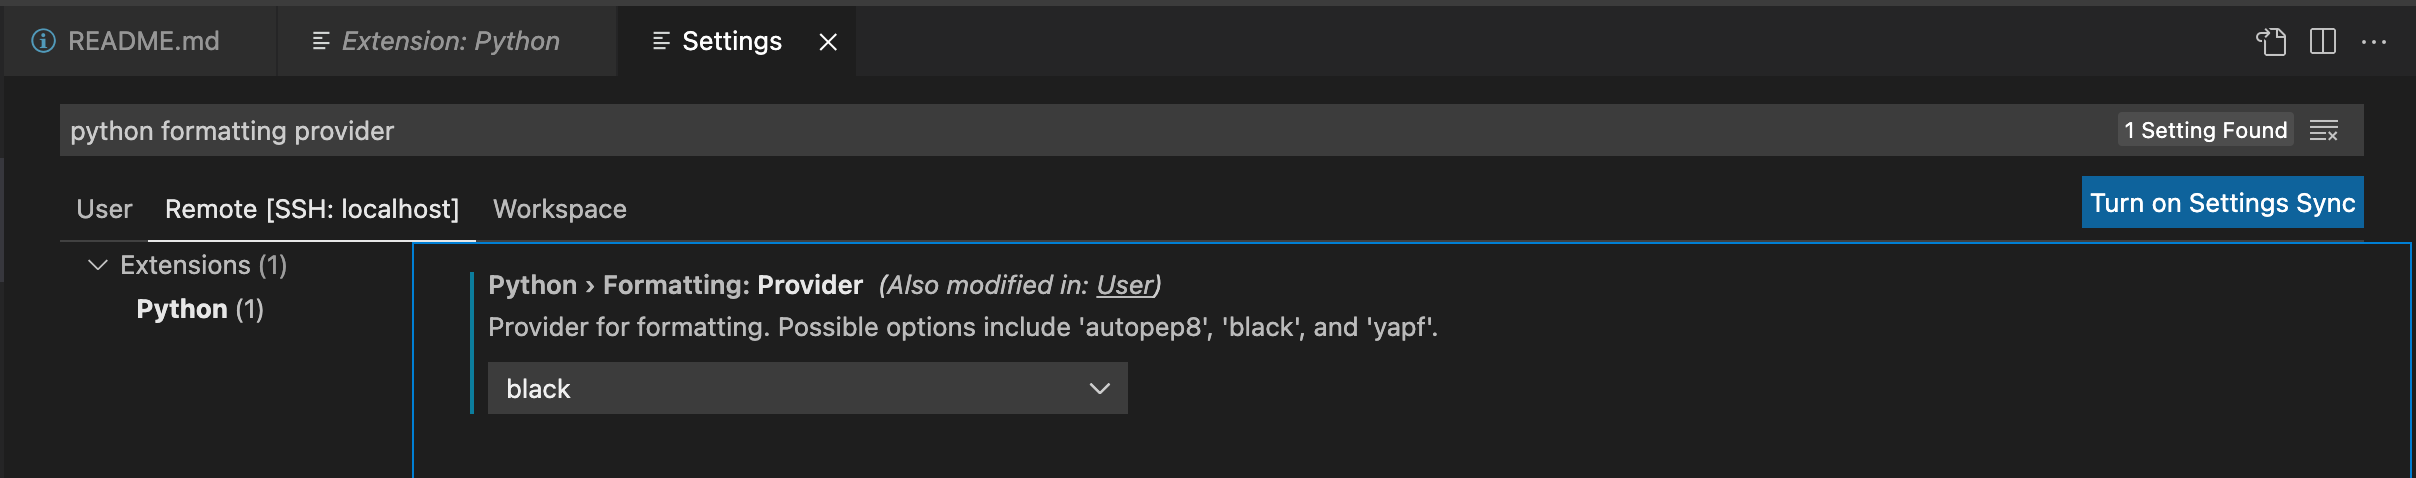 README.md Extension: Python Settings
python formatting provider 1 Setting Found
User Remote [SSH: localhost] Workspace Turn on Settings Sync
Extensions (1)
Python (1)
Python › Formatting: Provider (Also modified in: User)
Provider for formatting. Possible options include 'autopep8', 'black', and 'yapf'.
black